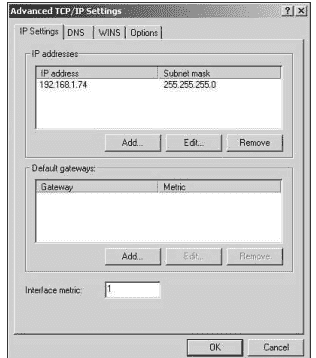 Advanced TCP/IP Settings
IP Settings DNS WINS Options
IP addresses
IP address Subnet mask
192.168.1.74 255.255.255.0
Add... Edit... Remove
Default gateways:
Gateway Metric
Add... Edit... Remove
Interface metric: 1
OK Cancel